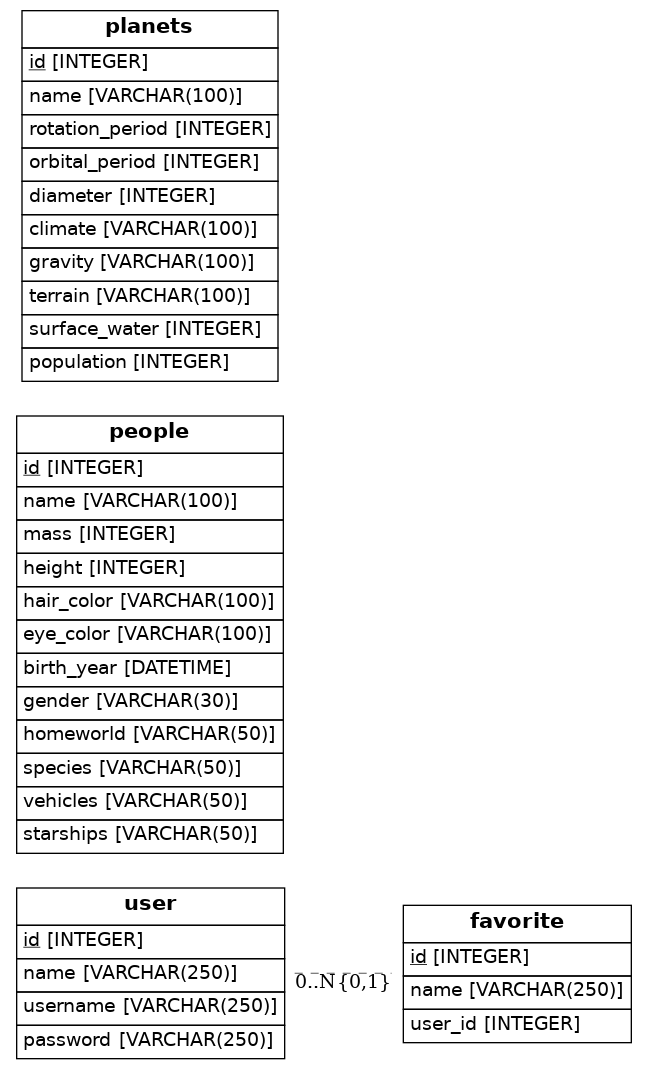 planets
id [INTEGER]
name [VARCHAR(100)]
rotation_period [INTEGER]
orbital_period [INTEGER]
diameter [INTEGER]
climate [VARCHAR(100)]
gravity [VARCHAR(100)]
terrain [VARCHAR(100)]
surface_water [INTEGER]
population [INTEGER]
people
id [INTEGER]
name [VARCHAR(100)]
mass [INTEGER]
height [INTEGER]
hair_color [VARCHAR(100)]
eye_color [VARCHAR(100)]
birth_year [DATETIME]
gender [VARCHAR(30)]
homeworld [VARCHAR(50)]
species [VARCHAR(50)]
vehicles [VARCHAR(50)]
starships [VARCHAR(50)]
user
id [INTEGER]
name [VARCHAR(250)]
username [VARCHAR(250)]
password [VARCHAR(250)]
0..N {0,1}
favorite
id [INTEGER]
name [VARCHAR(250)]
user_id [INTEGER]